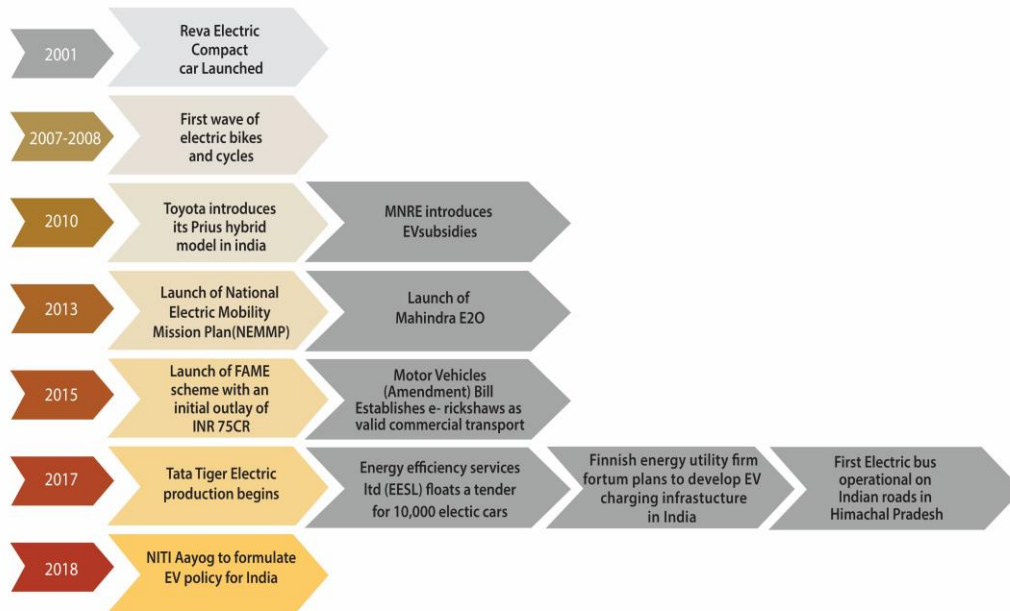 2001
Reva Electric
Compact
car Launched
2007-2008
First wave of
electric bikes
and cycles
2010
Toyota introduces
its Prius hybrid
model in india
MNRE introduces
EVsubsidies
2013
Launch of National
Electric Mobility
Mission Plan(NEMMP)
Launch of
Mahindra E2O
2015
Launch of FAME
scheme with an
initial outlay of
INR 75CR
Motor Vehicles
(Amendment) Bill
Establishes e- rickshaws as
valid commercial transport
2017
Tata Tiger Electric
production begins
Energy efficiency services
ltd (EESL) floats a tender
for 10,000 electic cars
Finnish energy utility firm
fortum plans to develop EV
charging infrastucture
in India
First Electric bus
operational on
Indian roads in
Himachal Pradesh
2018
NITI Aayog to formulate
EV policy for India